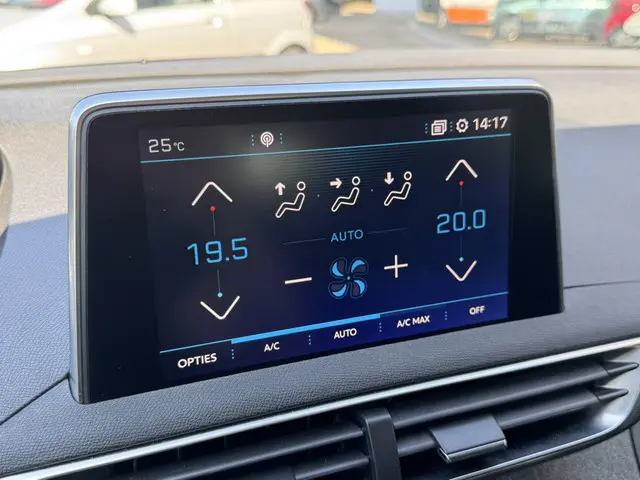 25°C
14:17
19.5
AUTO
20.0
OPTIES
A/C
AUTO
A/C MAX
OFF